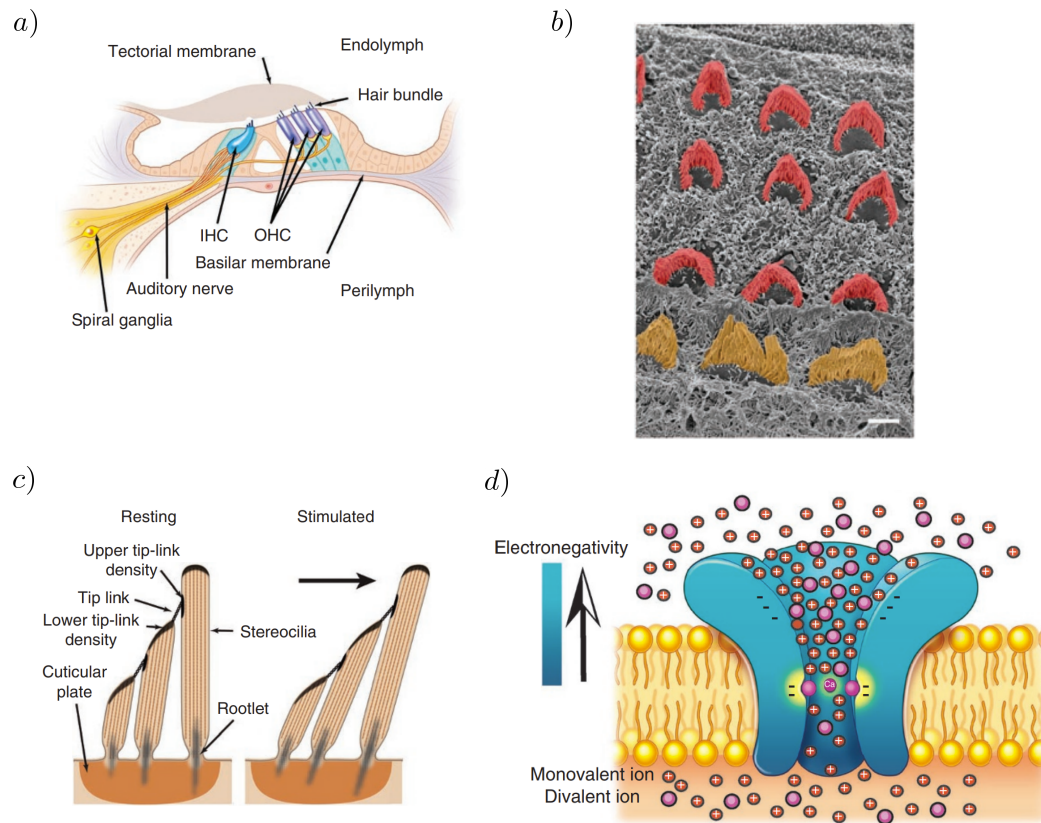 a)
Tectorial membrane
Endolymph
Hair bundle
IHC
OHC
Basilar membrane
Auditory nerve
Perilymph
Spiral ganglia
b)
c)
Resting
Stimulated
Upper tip-link
density
Tip link
Lower tip-link
density
Stereocilia
Cuticular
plate
Rootlet
d)
Electronegativity
Ca
Monovalent ion
Divalent ion